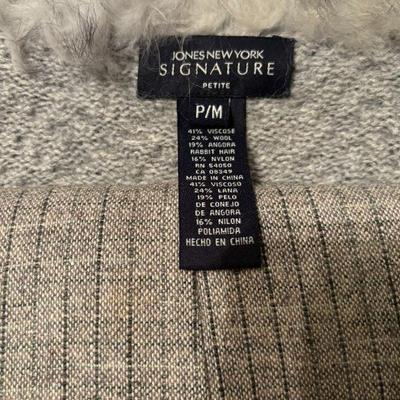 JONES NEW YORK
SIGNATURE
PETITE
P/M
41% VISCOSE
24% WOOL
19% ANGORA
RABBIT HAIR
16% NYLON
RN 54050
CA 08349
MADE IN CHINA
41% VISCOSO
24% LANA
19% PELO
DE CONEJO
DE ANGORA
16% NILON
POLIAMIDA
HECHO EN CHINA